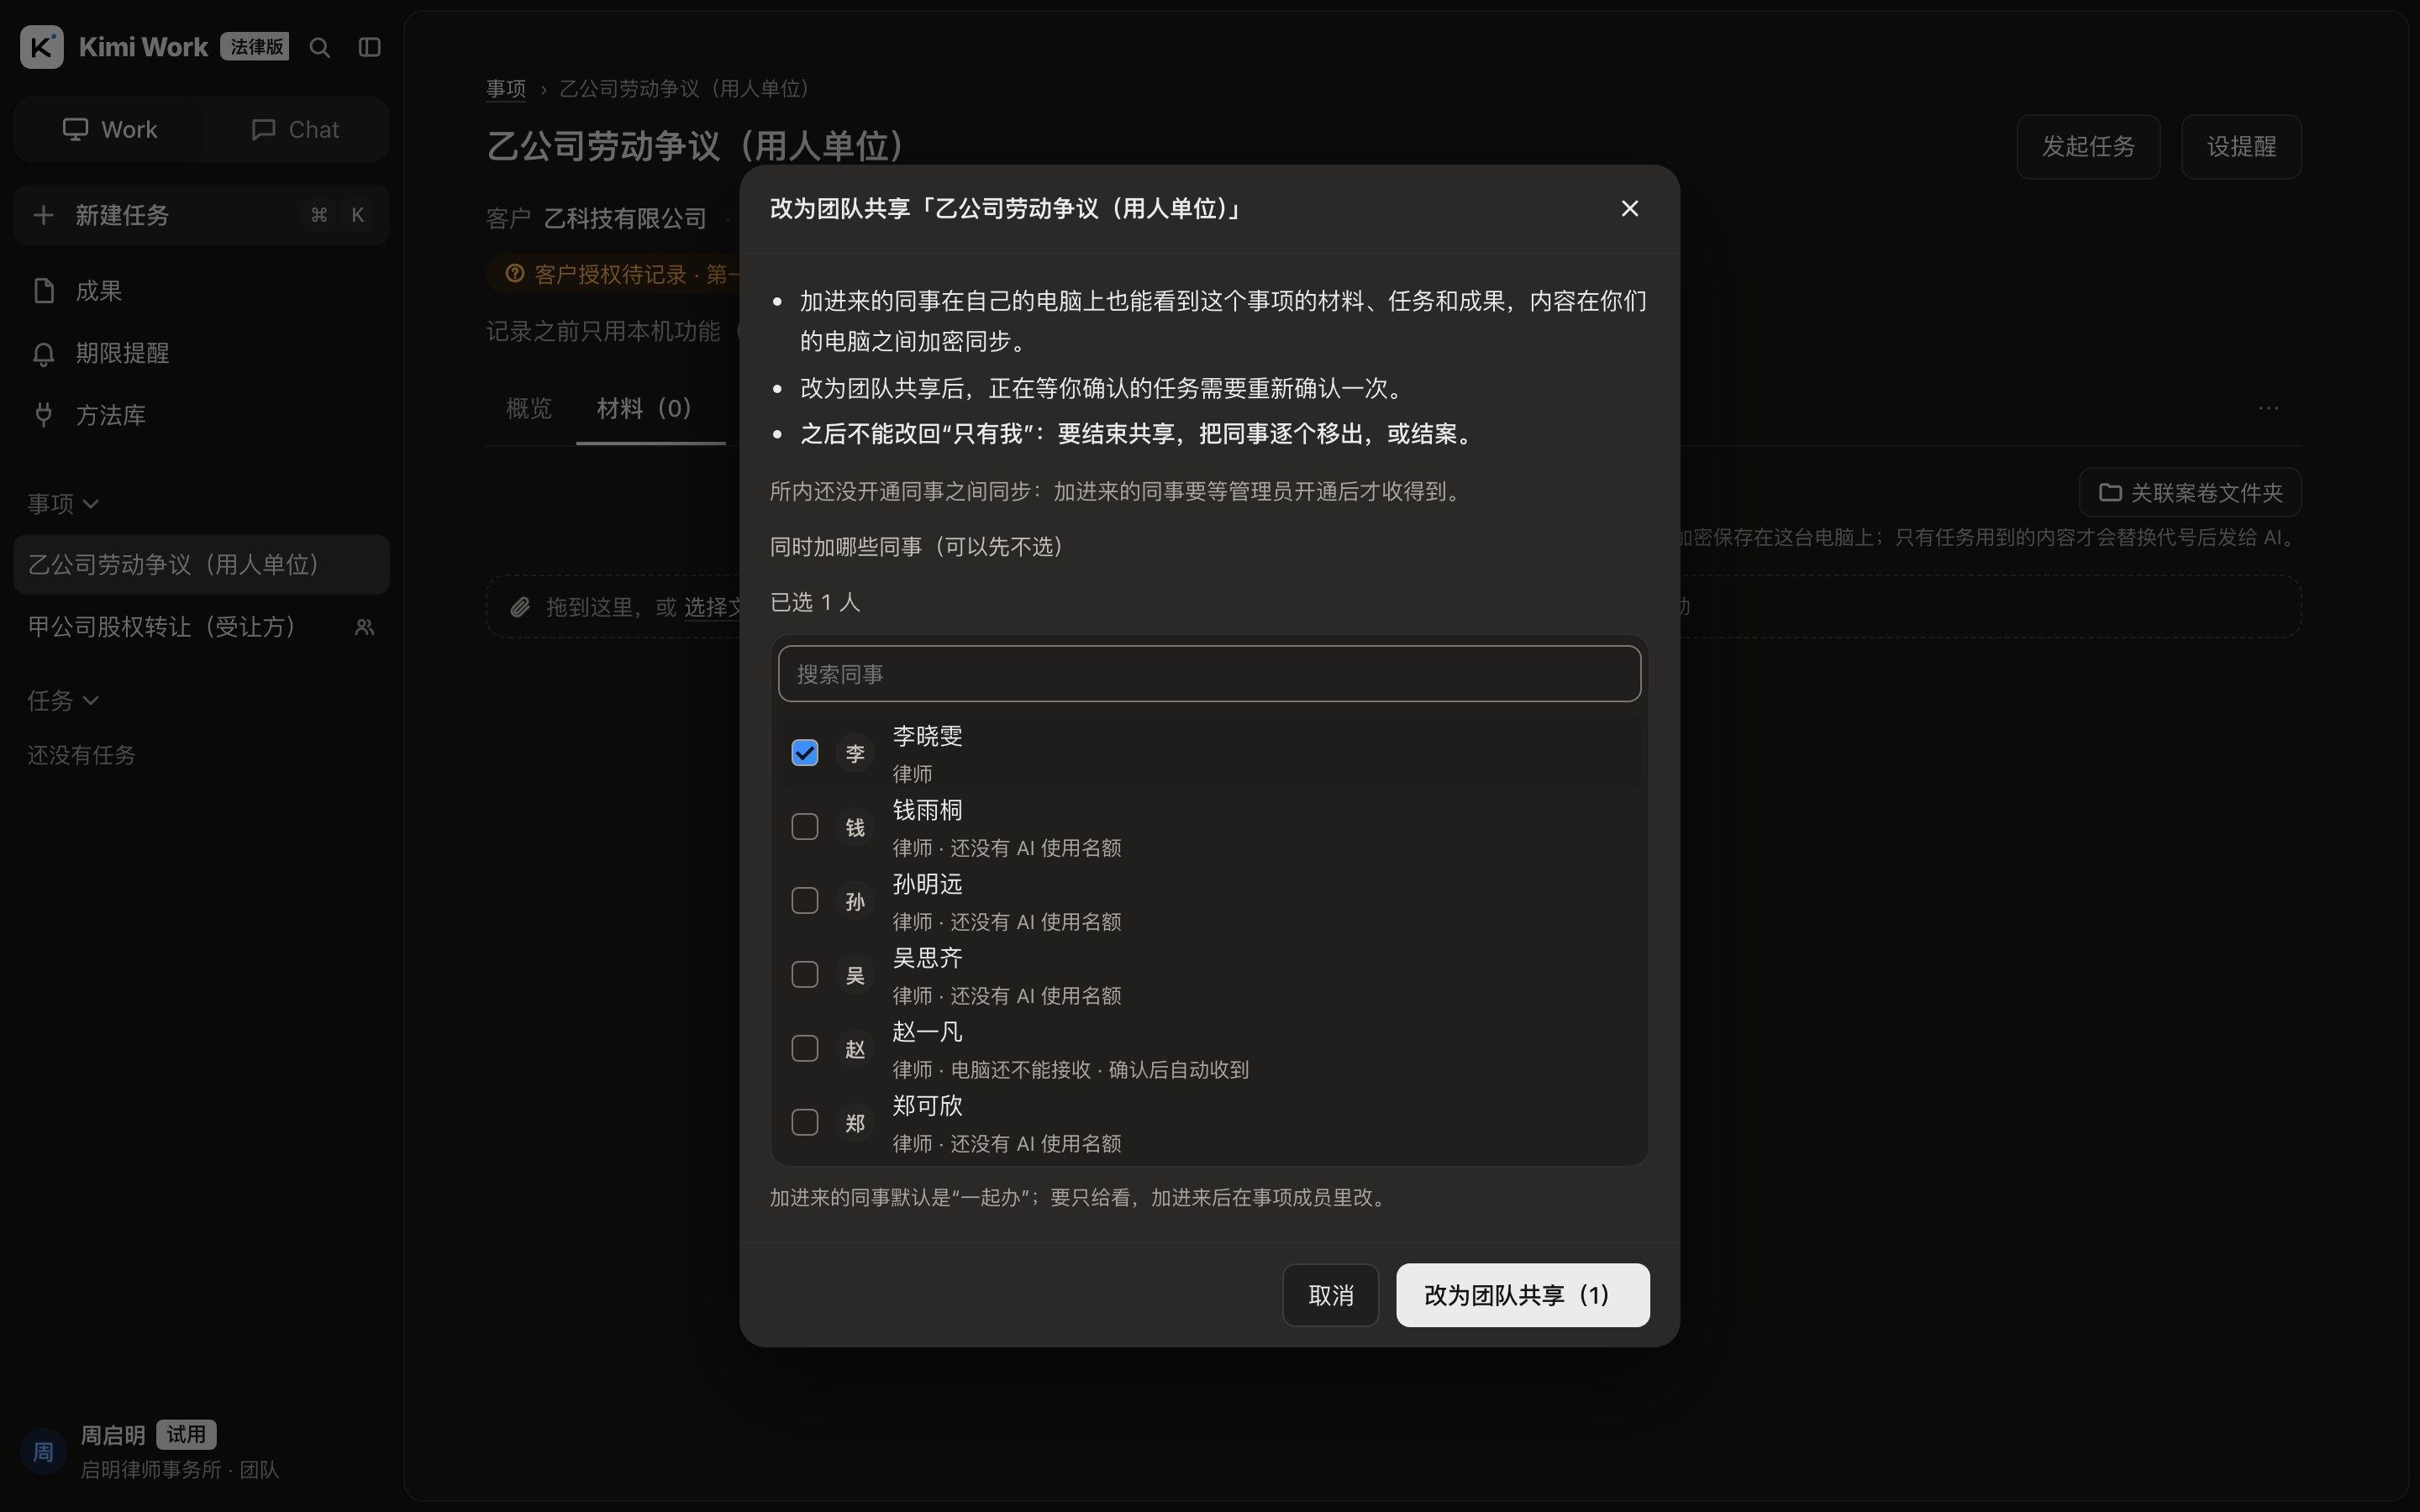 Kimi Work 法律版
Work
Chat
新建任务 ⌘ K
成果
期限提醒
方法库
事项
乙公司劳动争议（用人单位）
甲公司股权转让（受让方）
任务
还没有任务
周启明 试用
启明律师事务所 · 团队
事项 › 乙公司劳动争议（用人单位）
乙公司劳动争议（用人单位）
发起任务
设提醒
客户 乙科技有限公司 ·
客户授权待记录 · 第一
记录之前只用本机功能（
概览
材料（0）
…
关联案卷文件夹
加密保存在这台电脑上；只有任务用到的内容才会替换代号后发给 AI。
拖到这里，或 选择文
改为团队共享「乙公司劳动争议（用人单位）」
• 加进来的同事在自己的电脑上也能看到这个事项的材料、任务和成果，内容在你们
的电脑之间加密同步。
• 改为团队共享后，正在等你确认的任务需要重新确认一次。
• 之后不能改回“只有我”：要结束共享，把同事逐个移出，或结案。
所内还没开通同事之间同步：加进来的同事要等管理员开通后才收得到。
同时加哪些同事（可以先不选）
已选 1 人
搜索同事
李
李晓雯
律师
钱
钱雨桐
律师 · 还没有 AI 使用名额
孙
孙明远
律师 · 还没有 AI 使用名额
吴
吴思齐
律师 · 还没有 AI 使用名额
赵
赵一凡
律师 · 电脑还不能接收 · 确认后自动收到
郑
郑可欣
律师 · 还没有 AI 使用名额
加进来的同事默认是“一起办”；要只给看，加进来后在事项成员里改。
取消
改为团队共享（1）
周